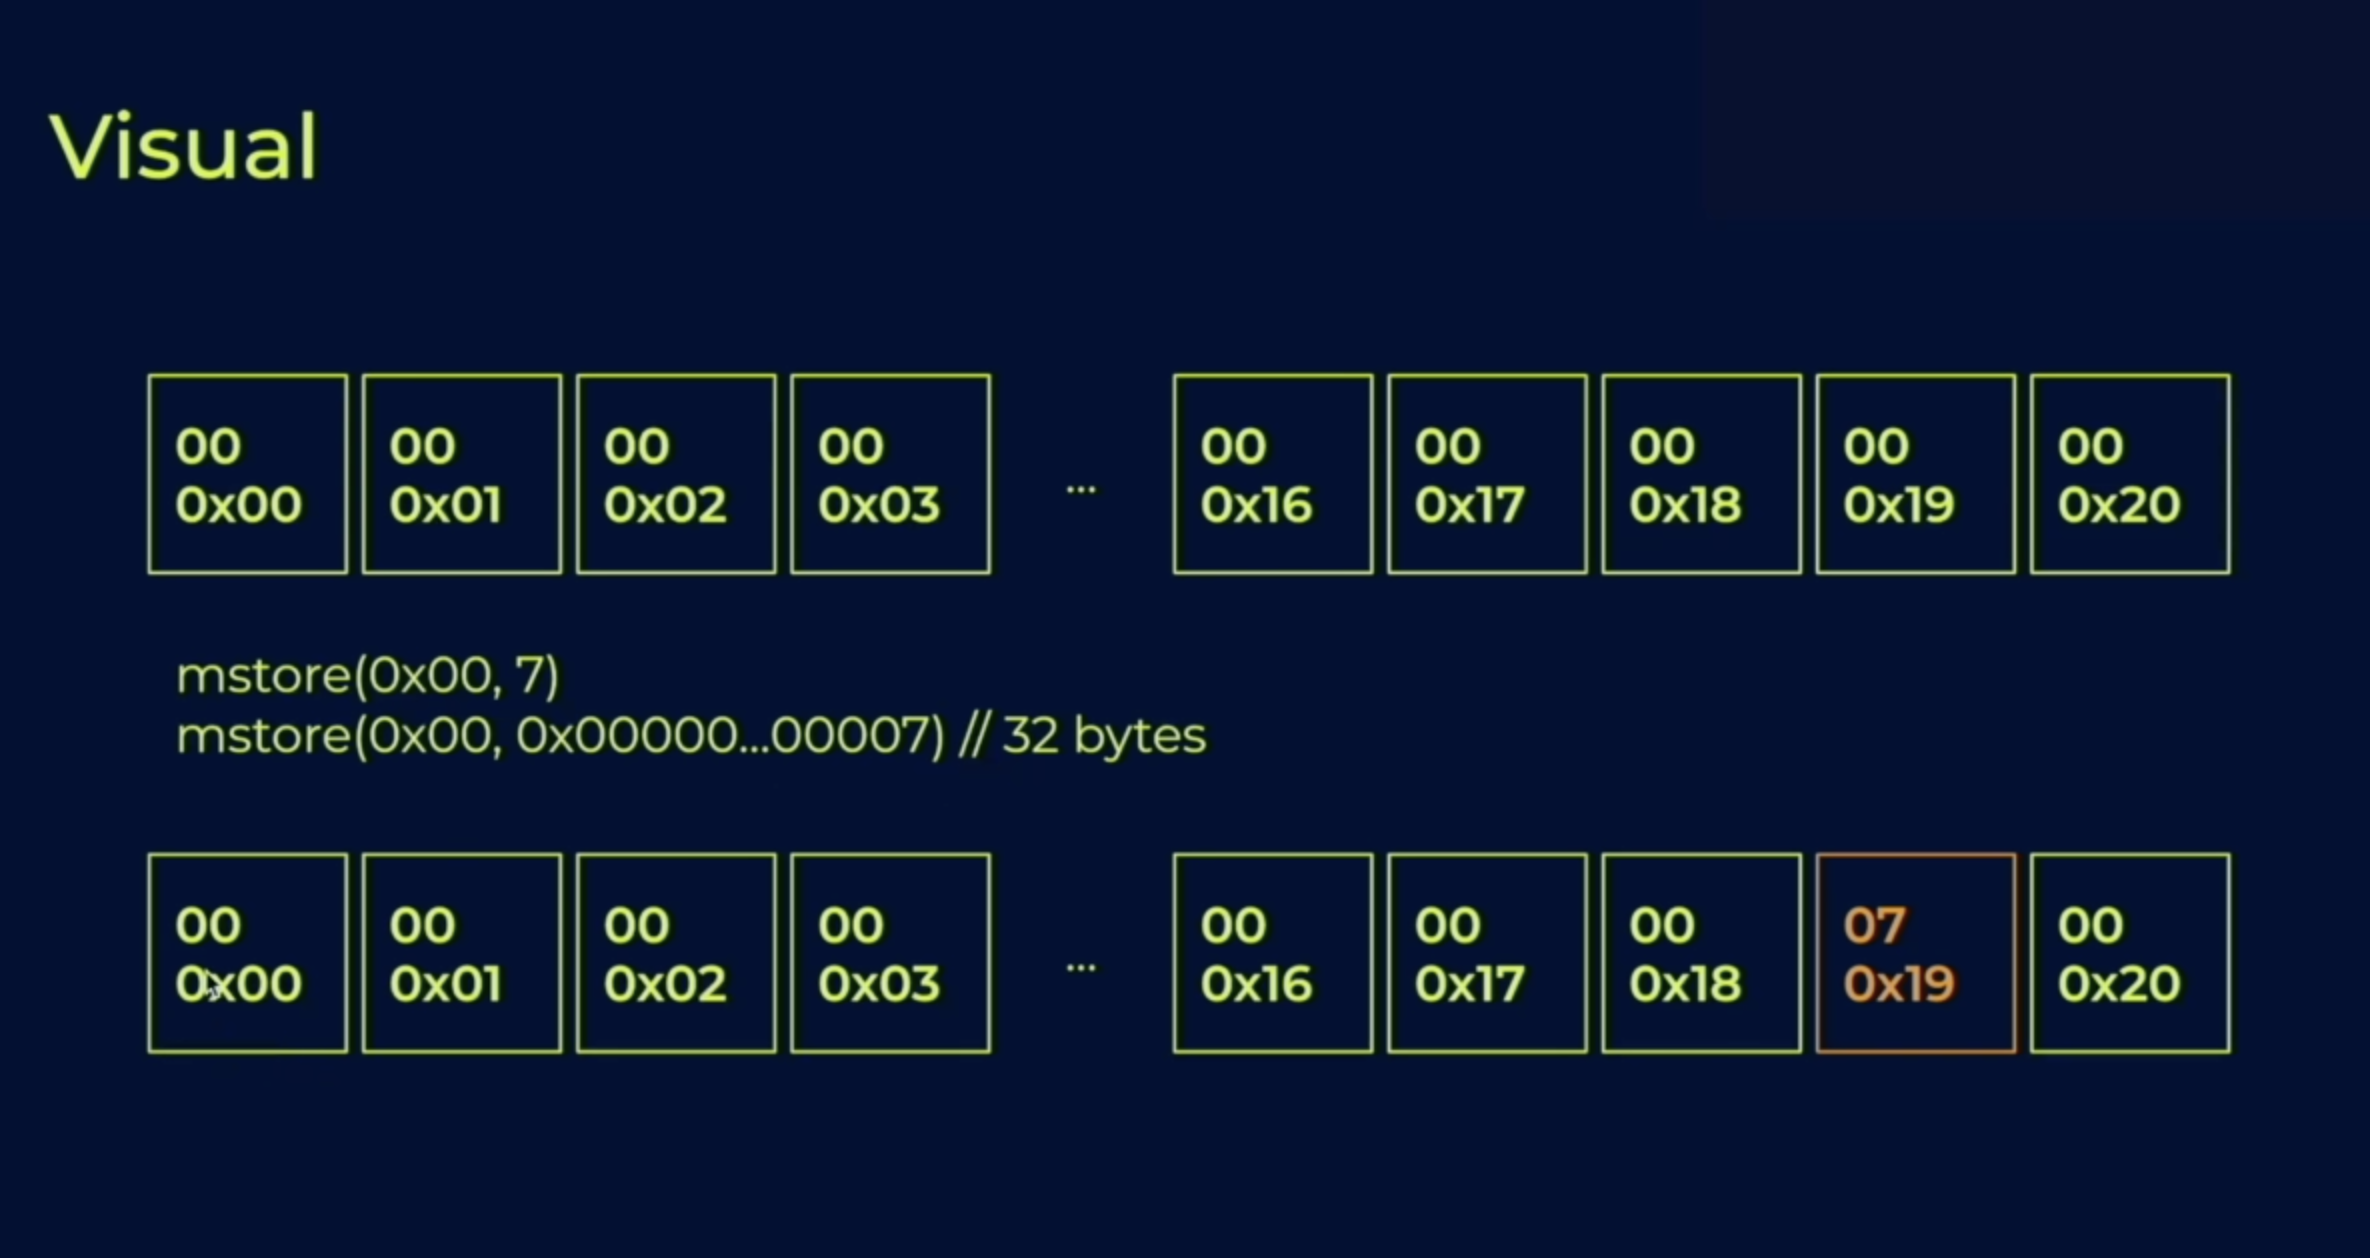 Visual
00 00 00 00 ... 00 00 00 00 00
0x00 0x01 0x02 0x03 0x16 0x17 0x18 0x19 0x20
mstore(0x00, 7)
mstore(0x00, 0x00000...00007) // 32 bytes
00 00 00 00 ... 00 00 00 07 00
0x00 0x01 0x02 0x03 0x16 0x17 0x18 0x19 0x20